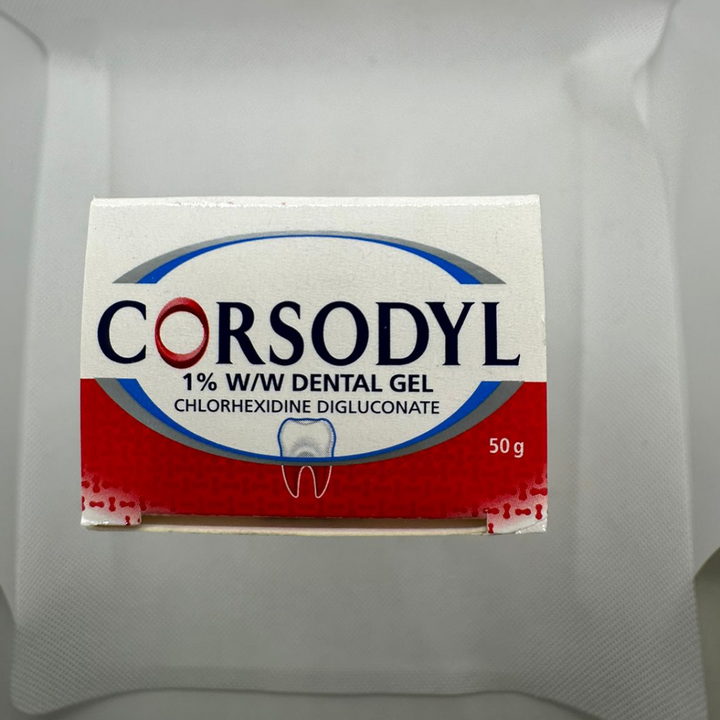 CORSODYL
1% W/W DENTAL GEL
CHLORHEXIDINE DIGLUCONATE
50 g